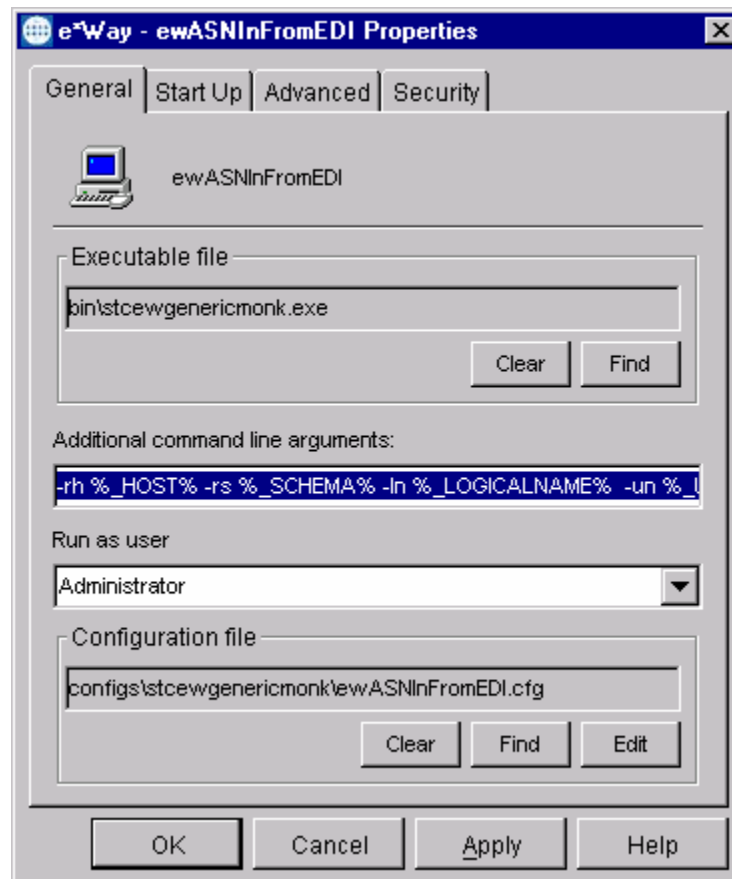 e*Way - ewASNInFromEDI Properties
General Start Up Advanced Security
ewASNInFromEDI
Executable file
bin\stcewgenericmonk.exe
Clear Find
Additional command line arguments:
-rh %_HOST% -rs %_SCHEMA% -ln %_LOGICALNAME% -un %_U
Run as user
Administrator
Configuration file
configs\stcewgenericmonk\ewASNInFromEDI.cfg
Clear Find Edit
OK Cancel Apply Help